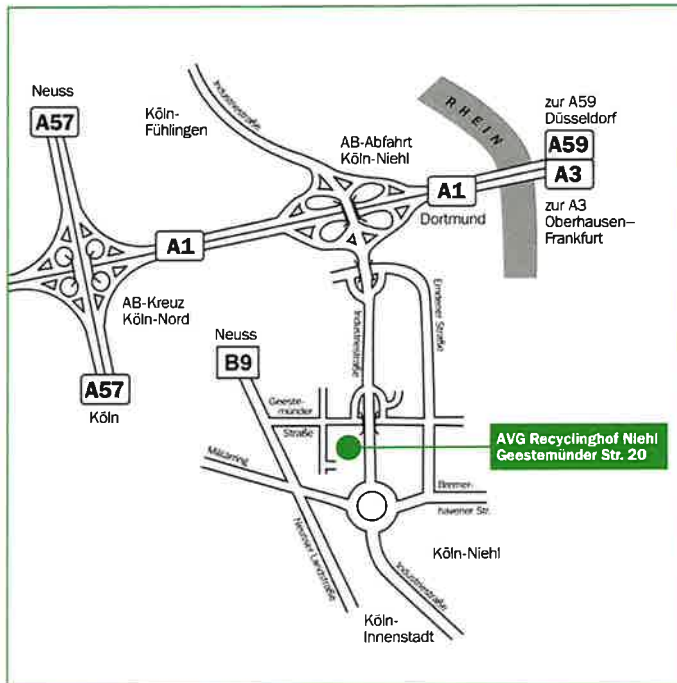 Neuss
A57
Köln-
Fühlingen
Industriestraße
AB-Abfahrt
Köln-Niehl
RHEIN
zur A59
Düsseldorf
A59
A3
zur A3
Oberhausen–
Frankfurt
A1
Dortmund
A1
AB-Kreuz
Köln-Nord
A57
Köln
Neuss
B9
Industriestraße
Emdener Straße
Geeste-
münder
Straße
AVG Recyclinghof Niehl
Geestemünder Str. 20
Militärring
Neusser Landstraße
Bremer-
havener Str.
Köln-Niehl
Industriestraße
Köln-
Innenstadt